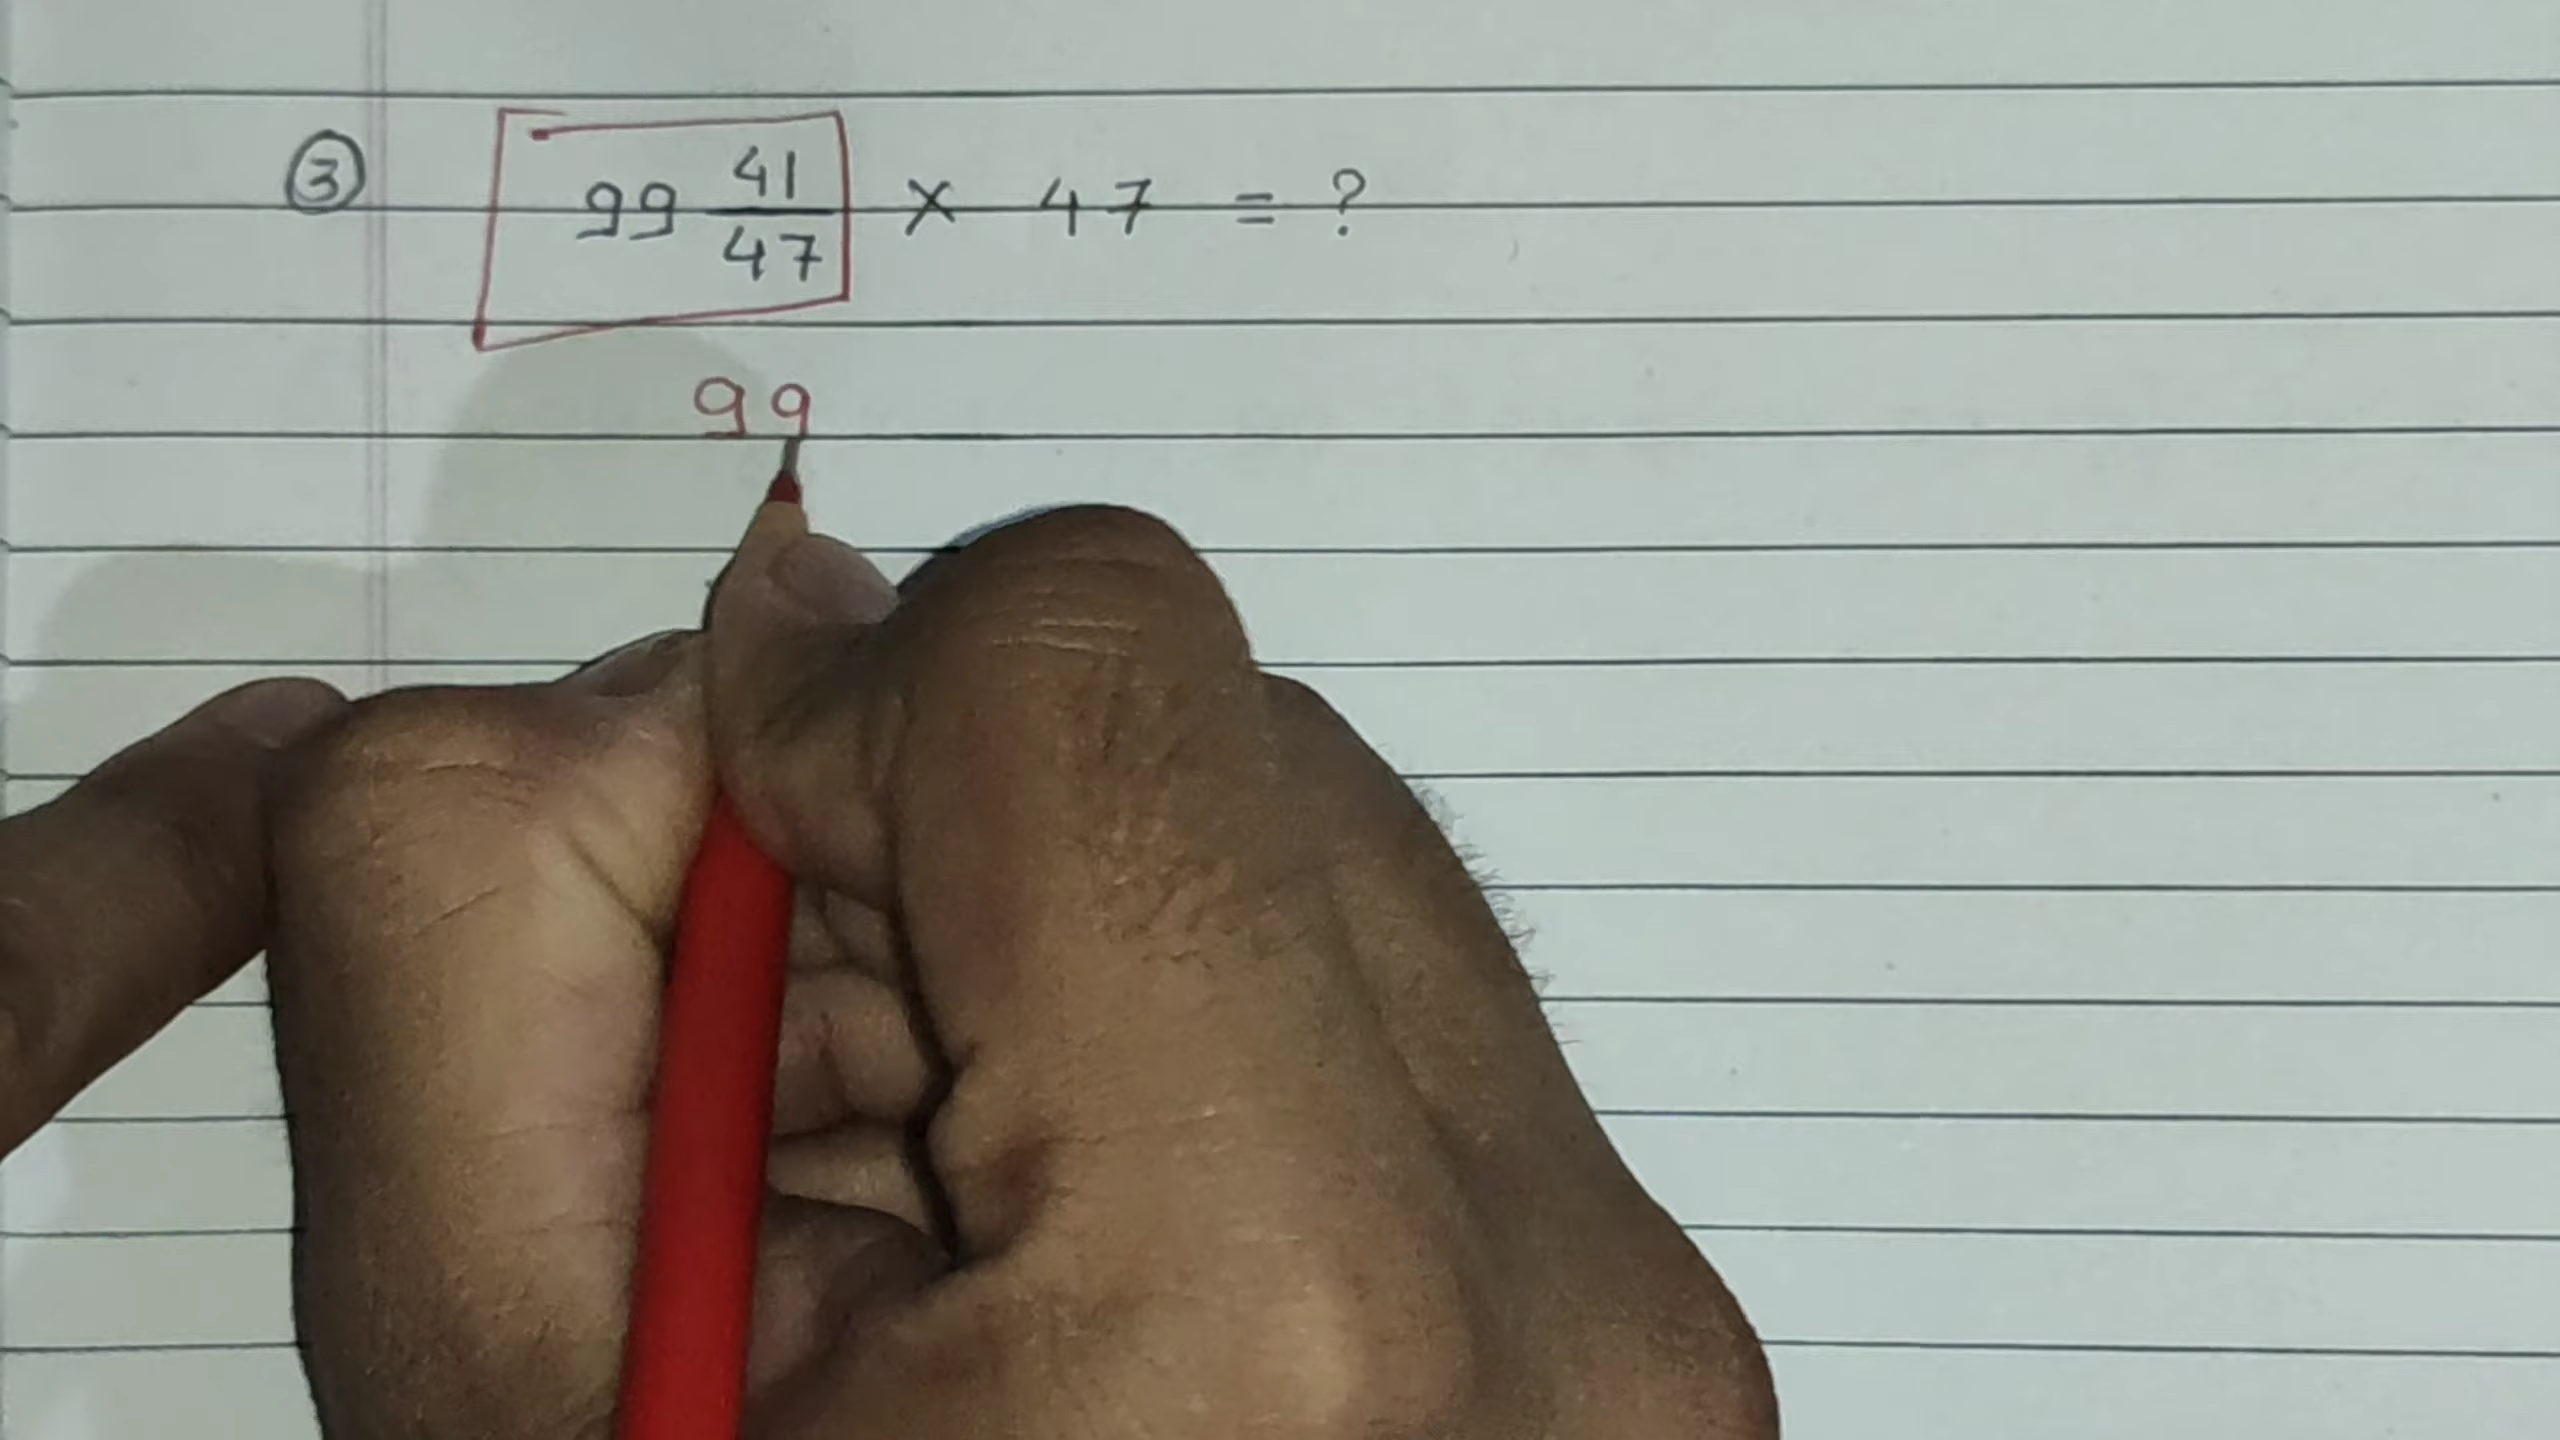 ③ 99 41/47 × 47 = ?
99